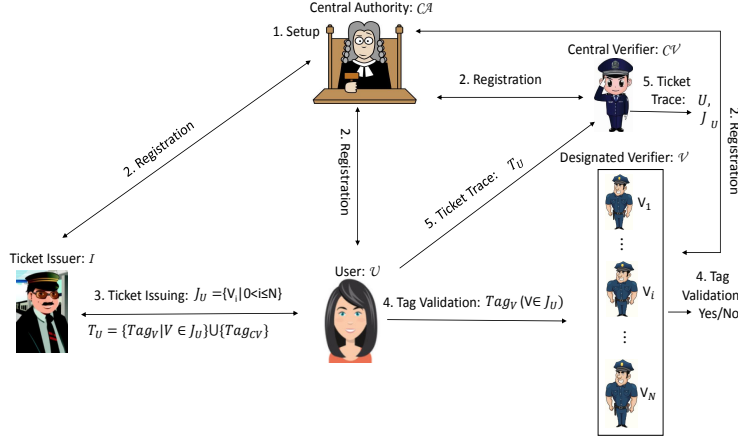 Central Authority: 𝒞𝒜
1. Setup
Central Verifier: 𝒞𝒱
2. Registration
5. Ticket
Trace:
U,
J_U
2. Registration
2. Registration
2. Registration
5. Ticket Trace: T_U
Designated Verifier: 𝒱
V_1
⋮
V_i
⋮
V_N
4. Tag
Validation
Yes/No
Ticket Issuer: I
User: 𝒰
3. Ticket Issuing: J_U={V_i|0<i≤N}
T_U = {Tag_V|V ∈ J_U}⋃{Tag_CV}
4. Tag Validation: Tag_V (V∈ J_U)